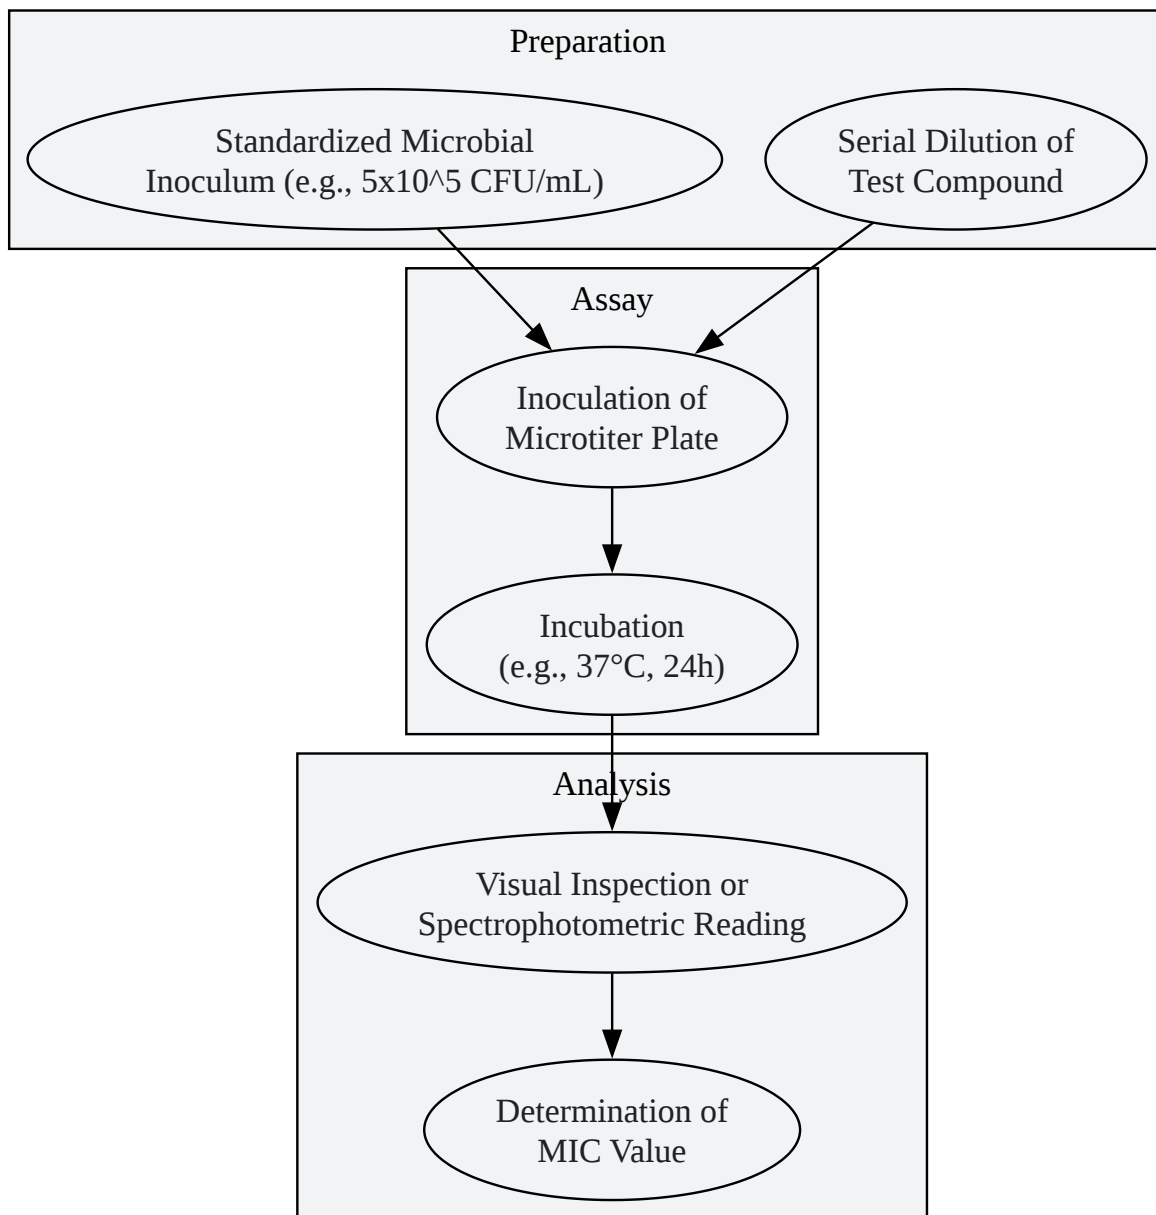 Preparation
Standardized Microbial
Inoculum (e.g., 5x10^5 CFU/mL)
Serial Dilution of
Test Compound
Assay
Inoculation of
Microtiter Plate
Incubation
(e.g., 37°C, 24h)
Analysis
Visual Inspection or
Spectrophotometric Reading
Determination of
MIC Value